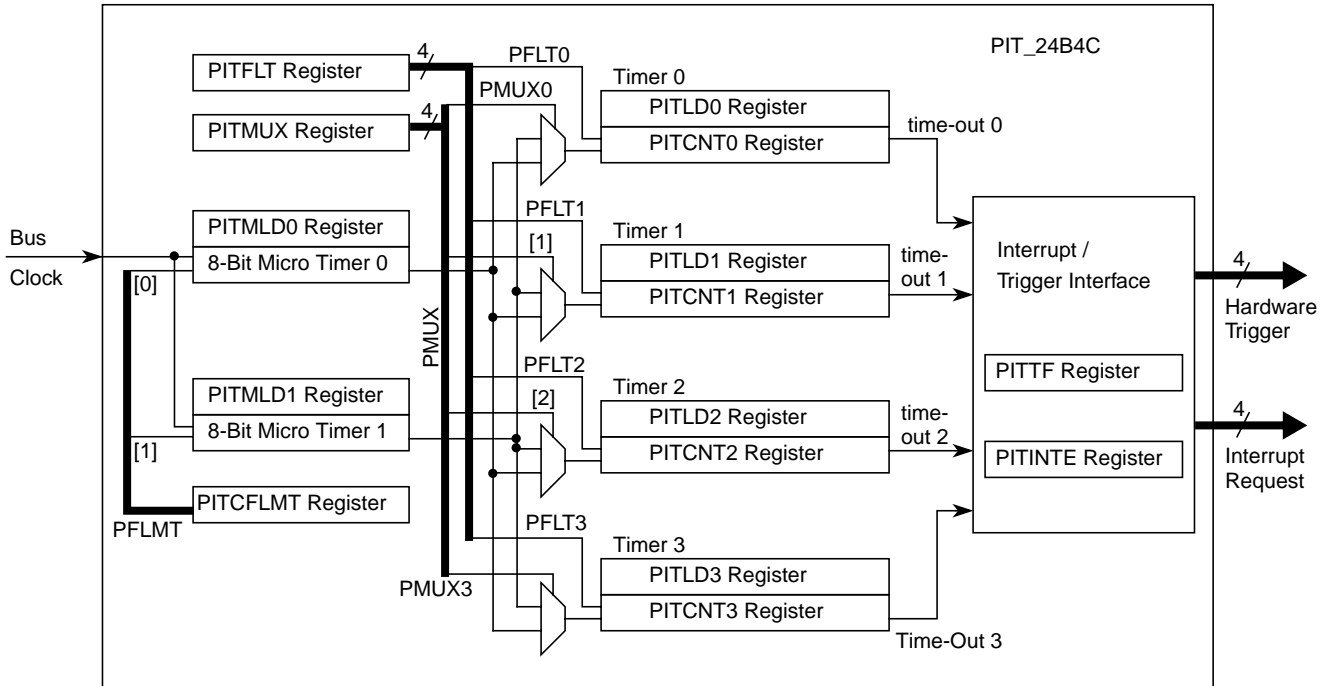 PIT_24B4C
4
PFLT0
PITFLT Register
Timer 0
PMUX0
PITLD0 Register
4
PITMUX Register
time-out 0
PITCNT0 Register
PFLT1
PITMLD0 Register
Timer 1
Bus
Clock
[1]
8-Bit Micro Timer 0
PITLD1 Register
time-
out 1
Interrupt /
Trigger Interface
4
Hardware
Trigger
[0]
PITCNT1 Register
PMUX
PFLT2
PITTF Register
PITMLD1 Register
Timer 2
[2]
PITLD2 Register
time-
out 2
4
Interrupt
Request
8-Bit Micro Timer 1
[1]
PITCNT2 Register
PITINTE Register
PITCFLMT Register
PFLMT
PFLT3
Timer 3
PITLD3 Register
PMUX3
PITCNT3 Register
Time-Out 3